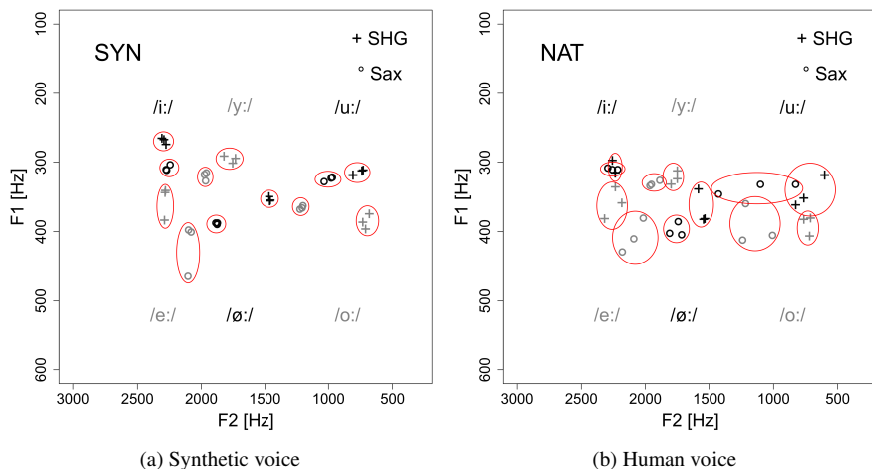 SYN
+ SHG
° Sax
/i:/ /y:/ /u:/
/e:/ /ø:/ /o:/
100
200
300
400
500
600
F1 [Hz]
3000 2500 2000 1500 1000 500
F2 [Hz]
(a) Synthetic voice
NAT
+ SHG
° Sax
/i:/ /y:/ /u:/
/e:/ /ø:/ /o:/
100
200
300
400
500
600
F1 [Hz]
3000 2500 2000 1500 1000 500
F2 [Hz]
(b) Human voice